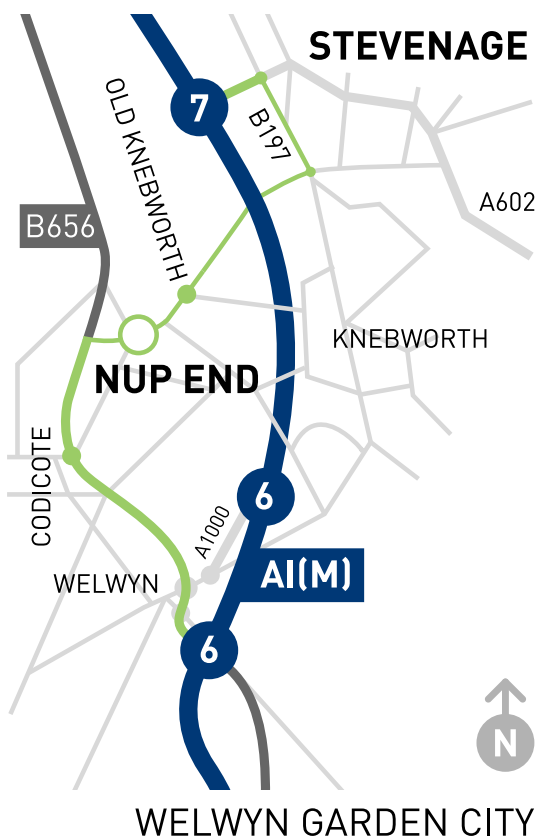 STEVENAGE
7
B197
OLD KNEBWORTH
A602
B656
KNEBWORTH
NUP END
CODICOTE
6
A1000
AI(M)
WELWYN
6
N
WELWYN GARDEN CITY